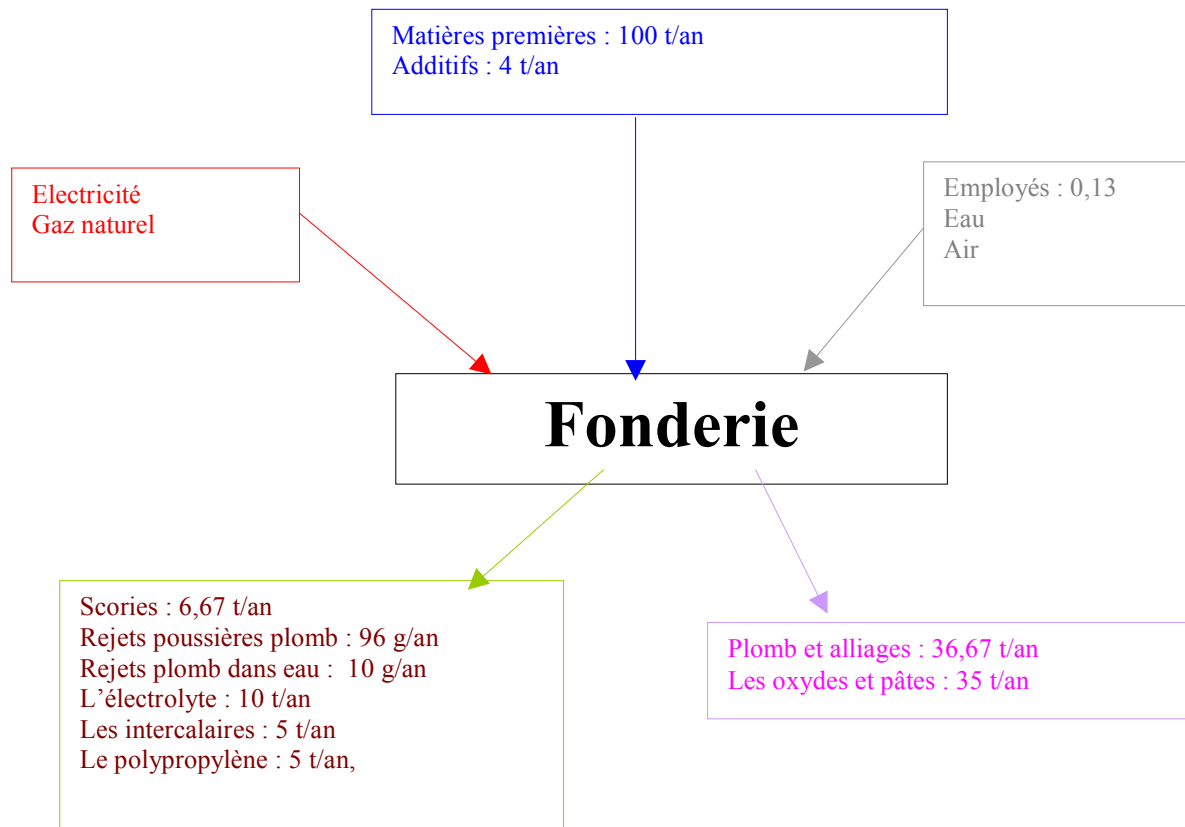 Matières premières : 100 t/an
Additifs : 4 t/an
Electricité
Gaz naturel
Employés : 0,13
Eau
Air
Fonderie
Scories : 6,67 t/an
Rejets poussières plomb : 96 g/an
Rejets plomb dans eau :  10 g/an
L’électrolyte : 10 t/an
Les intercalaires : 5 t/an
Le polypropylène : 5 t/an,
Plomb et alliages : 36,67 t/an
Les oxydes et pâtes : 35 t/an